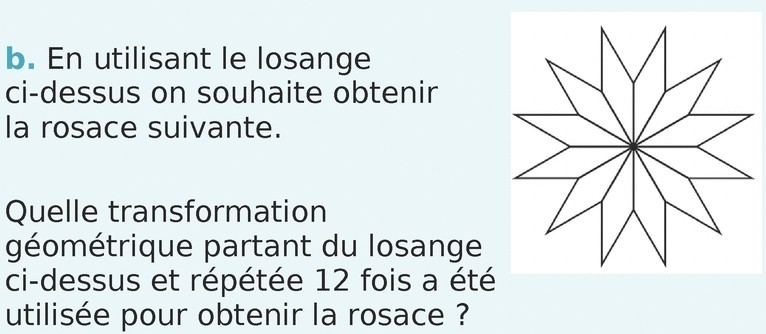 b. En utilisant le losange
ci-dessus on souhaite obtenir
la rosace suivante.
Quelle transformation
géométrique partant du losange
ci-dessus et répétée 12 fois a été
utilisée pour obtenir la rosace ?